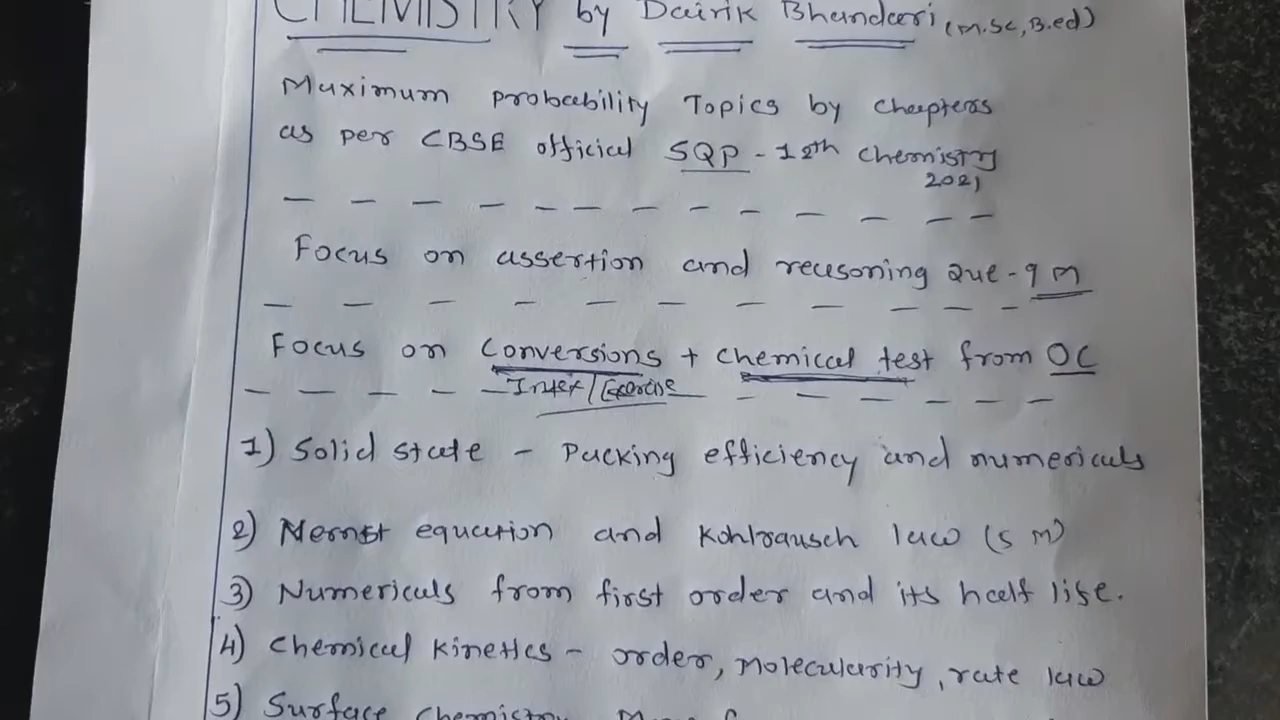 CHEMISTRY by Dairik Bhandari (M.Sc, B.ed)
Maximum probability Topics by chapters
as per CBSE official SQP - 12th chemistry
2021
Focus on assertion and reasoning Que - 9 M
Focus on Conversions + Chemical test from OC
Intext / Exercise
1) Solid state - Packing efficiency and numericals
2) Nernst equation and Kohlrausch law (5 M)
3) Numericals from first order and its half life.
4) Chemical Kinetics - order, Molecularity, rate law
5) Surface Chemistry